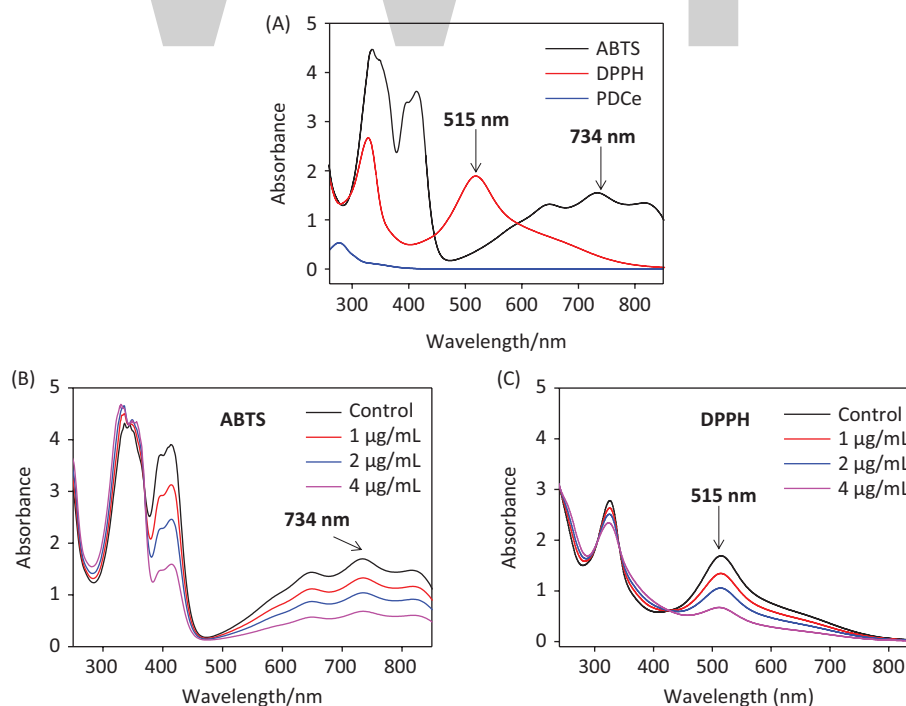 (A)
5
4
3
2
1
0
Absorbance
ABTS
DPPH
PDCe
515 nm
734 nm
300 400 500 600 700 800
Wavelength/nm
(B)
5
4
3
2
1
0
Absorbance
ABTS
Control
1 µg/mL
2 µg/mL
4 µg/mL
734 nm
300 400 500 600 700 800
Wavelength/nm
(C)
5
4
3
2
1
0
Absorbance
DPPH
Control
1 µg/mL
2 µg/mL
4 µg/mL
515 nm
300 400 500 600 700 800
Wavelength (nm)